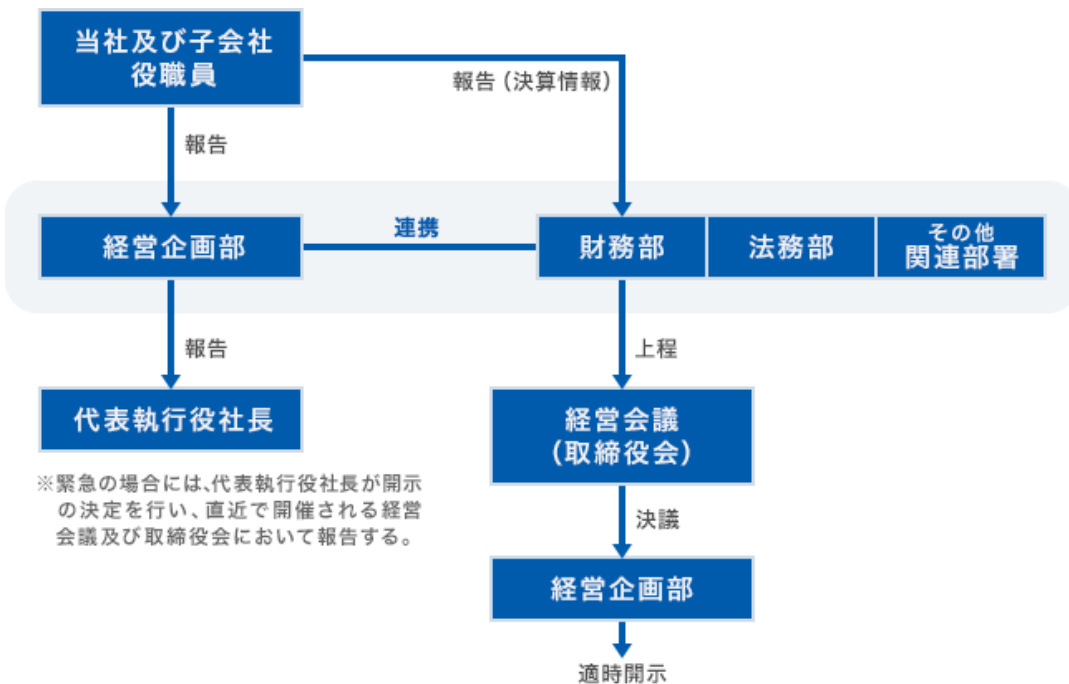 当社及び子会社
役職員
報告（決算情報）
報告
経営企画部
連携
財務部
法務部
その他
関連部署
報告
上程
代表執行役社長
経営会議
（取締役会）
※緊急の場合には、代表執行役社長が開示
の決定を行い、直近で開催される経営
会議及び取締役会において報告する。
決議
経営企画部
適時開示